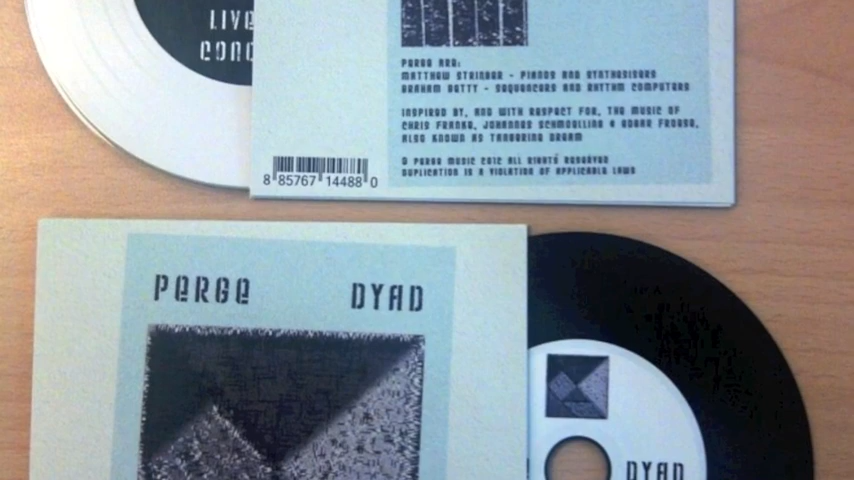 LIVE
CONC
PERGE ARE:
MATTHEW STRINGER - PIANOS AND SYNTHESISERS
GRAHAM GETTY - SEQUENCERS AND RHYTHM COMPUTERS
INSPIRED BY, AND WITH RESPECT FOR, THE MUSIC OF
CHRIS FRANKE, JOHANNES SCHMOELLING & EDGAR FROESE,
ALSO KNOWN AS TANGERINE DREAM
© PERGE MUSIC 2012 ALL RIGHTS RESERVED
DUPLICATION IS A VIOLATION OF APPLICABLE LAWS
8 85767 14488 0
PERGE DYAD
DYAD